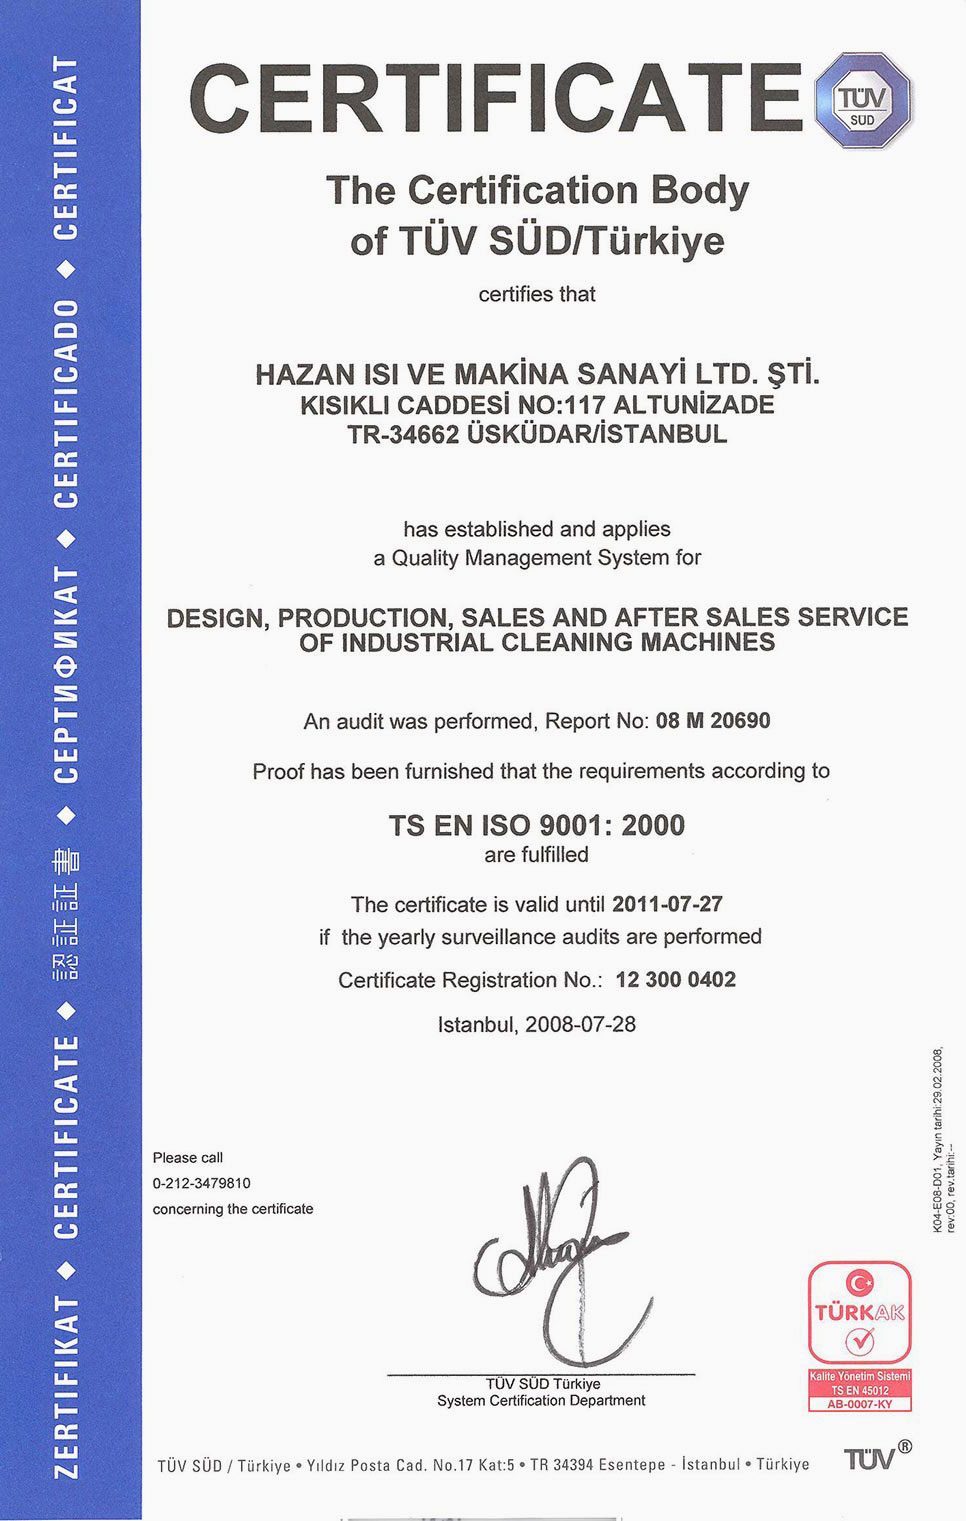 CERTIFICATE
TÜV
SÜD
The Certification Body
of TÜV SÜD/Türkiye
certifies that
HAZAN ISI VE MAKİNA SANAYİ LTD. ŞTİ.
KISIKLI CADDESİ NO:117 ALTUNİZADE
TR-34662 ÜSKÜDAR/İSTANBUL
has established and applies
a Quality Management System for
DESIGN, PRODUCTION, SALES AND AFTER SALES SERVICE
OF INDUSTRIAL CLEANING MACHINES
An audit was performed, Report No: 08 M 20690
Proof has been furnished that the requirements according to
TS EN ISO 9001: 2000
are fulfilled
The certificate is valid until 2011-07-27
if the yearly surveillance audits are performed
Certificate Registration No.: 12 300 0402
Istanbul, 2008-07-28
Please call
0-212-3479810
concerning the certificate
TÜV SÜD Türkiye
System Certification Department
TÜRKAK
Kalite Yönetim Sistemi
TS EN 45012
AB-0007-KY
K04-E08-D01, Yayın tarihi:29.02.2008,
rev:00, rev.tarihi:--
TÜV SÜD / Türkiye • Yıldız Posta Cad. No.17 Kat:5 • TR 34394 Esentepe - İstanbul • Türkiye
TÜV®
ZERTIFIKAT ◆ CERTIFICATE ◆ 認証証書 ◆ СЕРТИФИКАТ ◆ CERTIFICADO ◆ CERTIFICAT